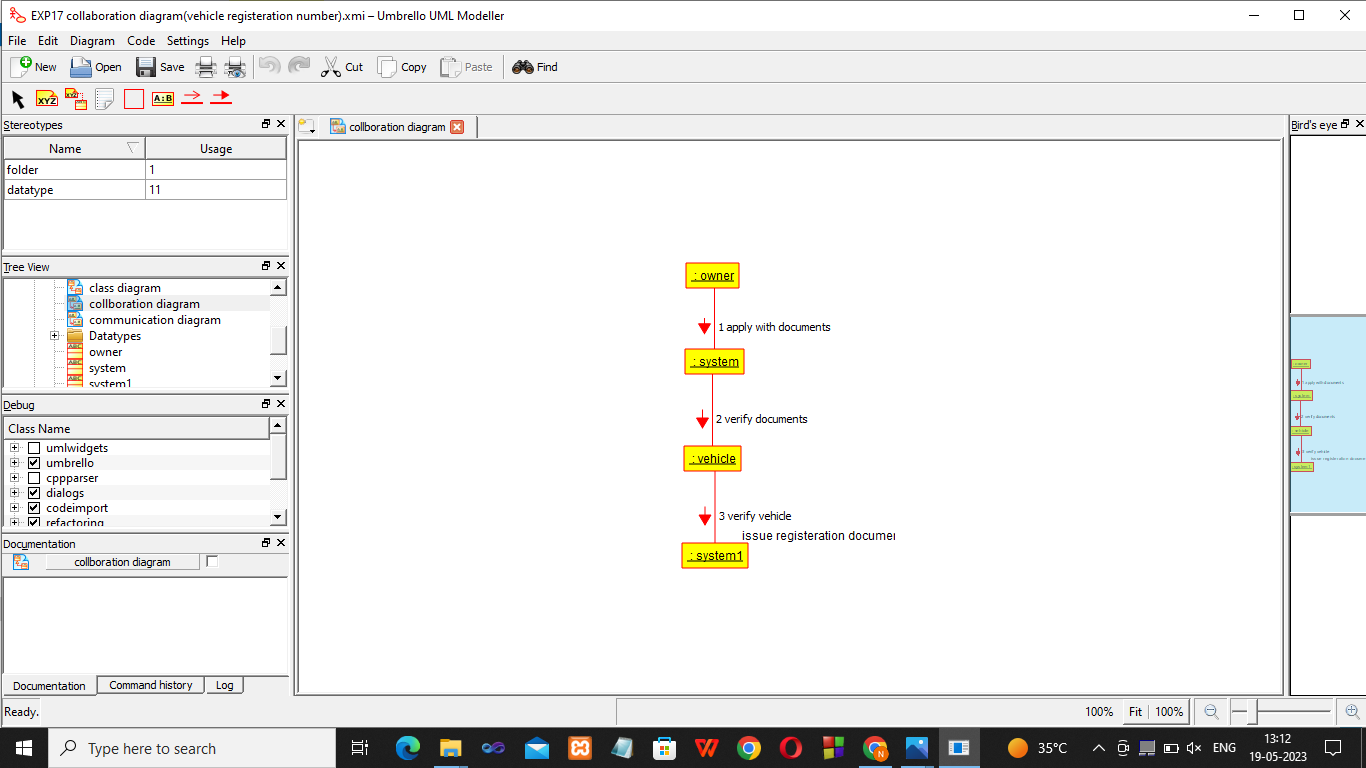 EXP17 collaboration diagram(vehicle registeration number).xmi – Umbrello UML Modeller
File Edit Diagram Code Settings Help
New Open Save Cut Copy Paste Find
XYZ XYZ A:B
Stereotypes
Name Usage
folder 1
datatype 11
Tree View
class diagram
collboration diagram
communication diagram
Datatypes
owner
system
system1
Debug
Class Name
umlwidgets
umbrello
cppparser
dialogs
codeimport
refactoring
Documentation
collboration diagram
Documentation Command history Log
collboration diagram
: owner
1 apply with documents
: system
2 verify documents
: vehicle
3 verify vehicle
issue registeration documen
: system1
Bird's eye
Ready.
100% Fit 100%
Type here to search
35°C
ENG
13:12
19-05-2023